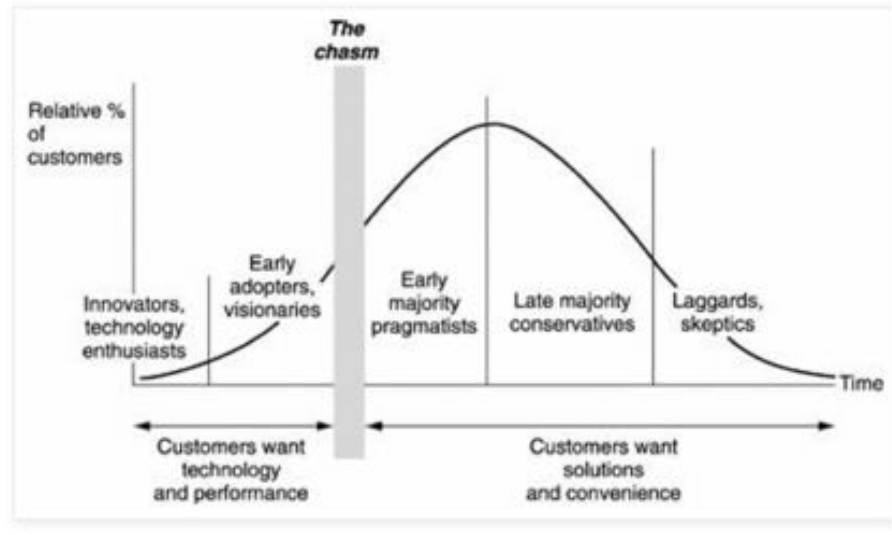 The
chasm
Relative %
of
customers
Innovators,
technology
enthusiasts
Early
adopters,
visionaries
Early
majority
pragmatists
Late majority
conservatives
Laggards,
skeptics
Time
Customers want
technology
and performance
Customers want
solutions
and convenience